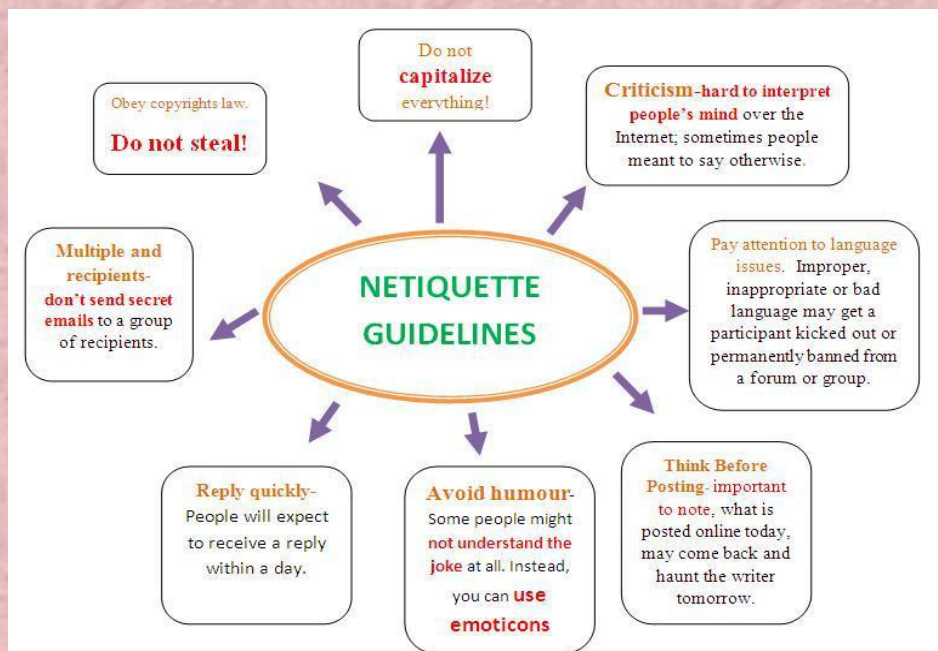 Do not
capitalize
everything!
Obey copyrights law.
Do not steal!
Criticism-hard to interpret
people's mind over the
Internet; sometimes people
meant to say otherwise.
Multiple and
recipients-
don't send secret
emails to a group
of recipients.
NETIQUETTE
GUIDELINES
Pay attention to language
issues. Improper,
inappropriate or bad
language may get a
participant kicked out or
permanently banned from
a forum or group.
Reply quickly-
People will expect
to receive a reply
within a day.
Avoid humour-
Some people might
not understand the
joke at all. Instead,
you can use
emoticons
Think Before
Posting- important
to note, what is
posted online today,
may come back and
haunt the writer
tomorrow.